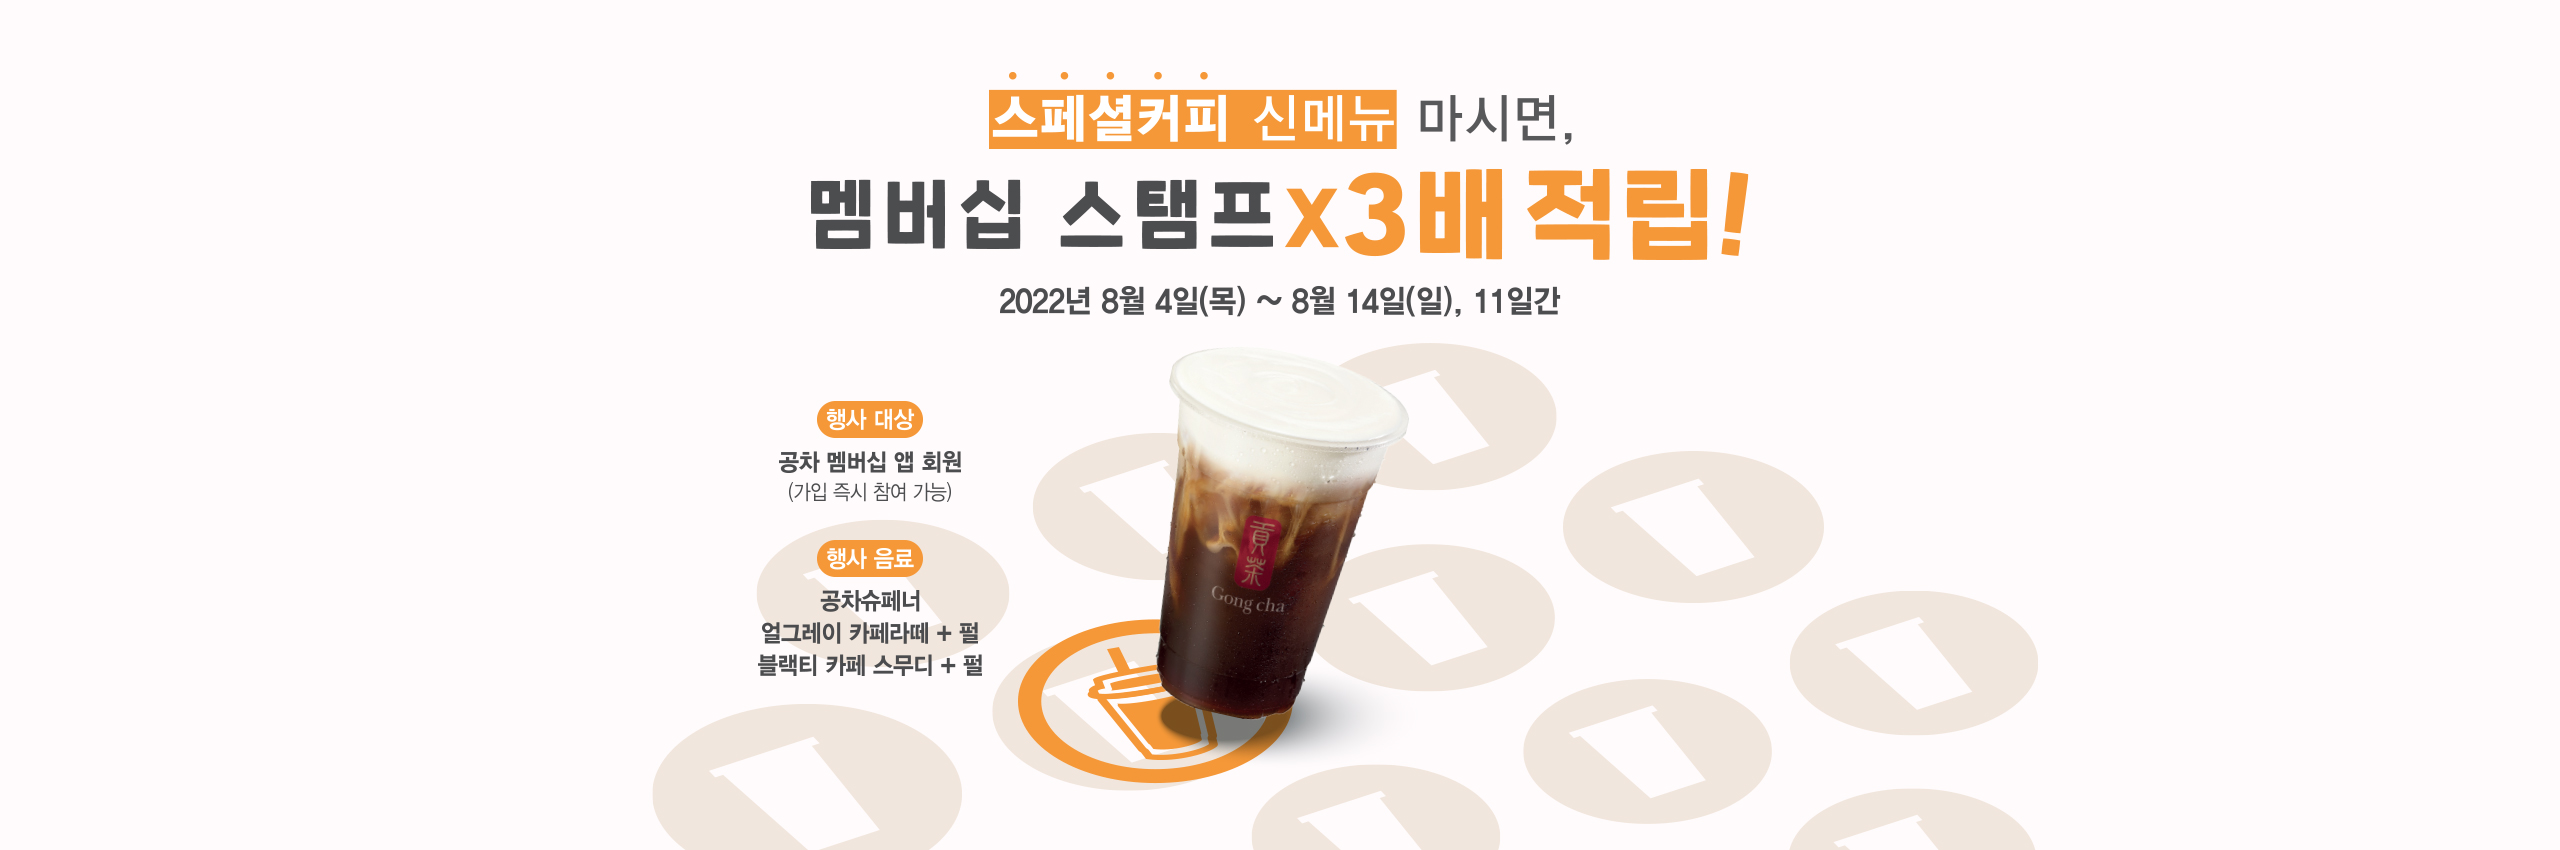 스페셜커피 신메뉴 마시면,
멤버십 스탬프x3배 적립!
2022년 8월 4일(목) ~ 8월 14일(일), 11일간
행사 대상
공차 멤버십 앱 회원
(가입 즉시 참여 가능)
행사 음료
공차슈페너
얼그레이 카페라떼 + 펄
블랙티 카페 스무디 + 펄
貢茶
Gong cha